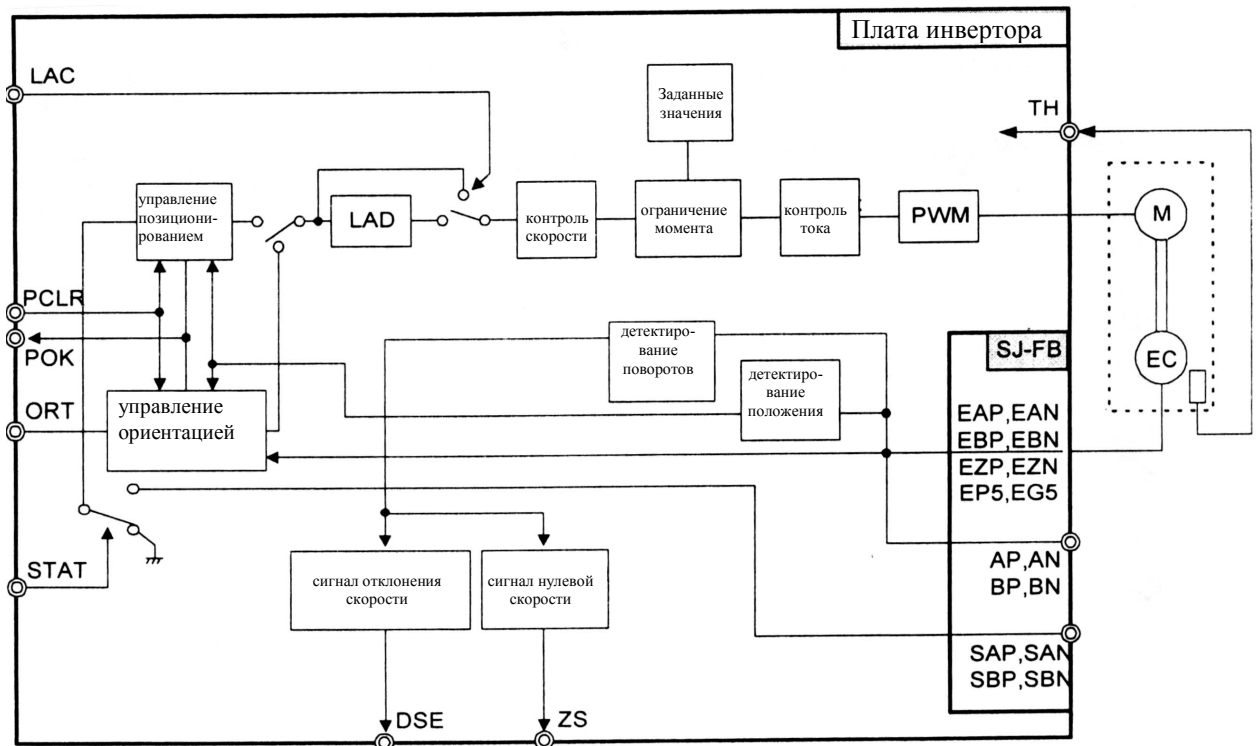 Плата инвертора
LAC
Заданные
значения
TH
управление
позициони-
рованием
LAD
контроль
скорости
ограничение
момента
контроль
тока
PWM
M
PCLR
POK
детектиро-
вание
поворотов
SJ-FB
EC
детектиро-
вание
положения
ORT
управление
ориентацией
EAP,EAN
EBP,EBN
EZP,EZN
EP5,EG5
STAT
сигнал отклонения
скорости
сигнал нулевой
скорости
AP,AN
BP,BN
SAP,SAN
SBP,SBN
DSE
ZS